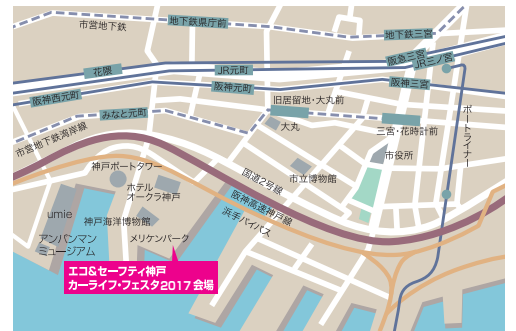 市営地下鉄
地下鉄県庁前
地下鉄三宮
阪急三宮
JR三ノ宮
花隈
JR元町
阪神元町
阪神三宮
阪神西元町
みなと元町
旧居留地・大丸前
大丸
三宮・花時計前
ポートライナー
市営地下鉄海岸線
市役所
神戸ポートタワー
国道2号線
市立博物館
ホテル
オークラ神戸
阪神高速神戸線
浜手バイパス
umie
神戸海洋博物館
アンパンマン
ミュージアム
メリケンパーク
エコ&セーフティ神戸
カーライフ・フェスタ2017会場